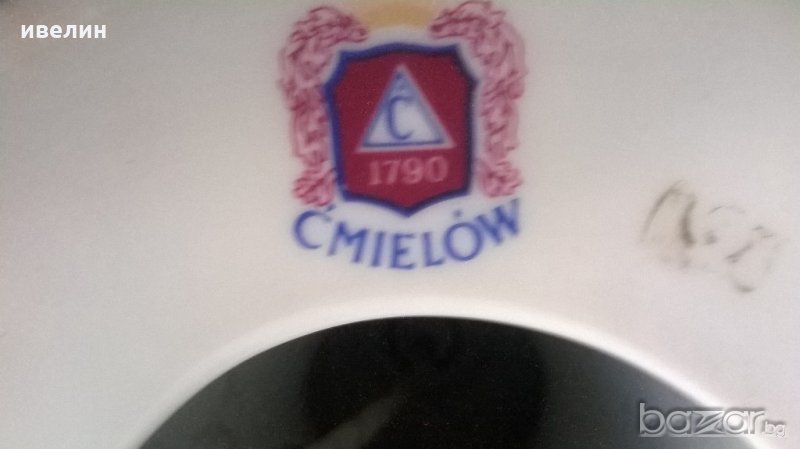 ивелин
Ć
1790
ĆMIELÓW
bazar.bg